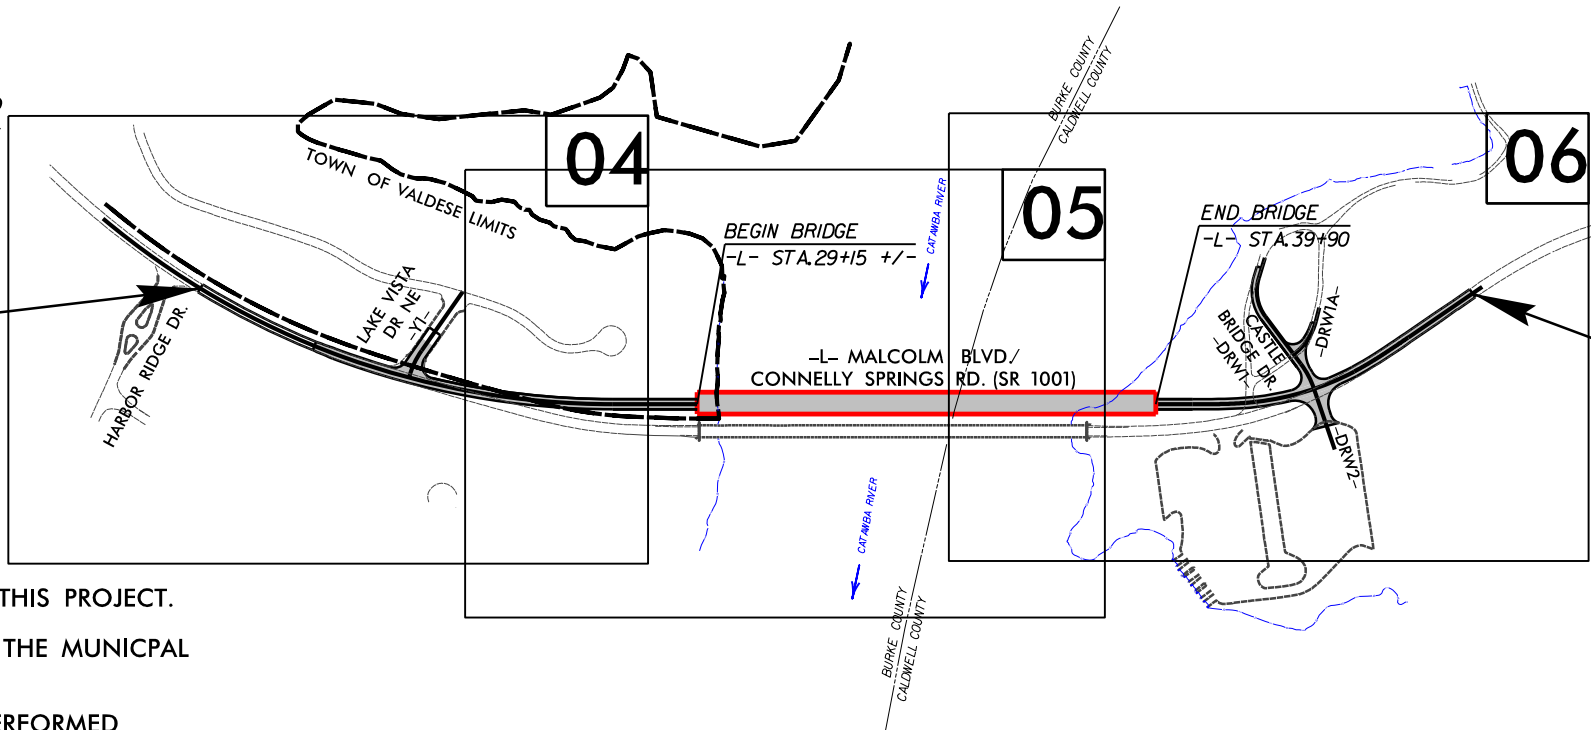 04
05
06
TOWN OF VALDESE LIMITS
BURKE COUNTY
CALDWELL COUNTY
CATAWBA RIVER
BEGIN BRIDGE
-L- STA.29+15 +/-
END BRIDGE
-L- STA.39+90
LAKE VISTA
DR NE
-Y1-
HARBOR RIDGE DR.
-L- MALCOLM BLVD./
CONNELLY SPRINGS RD. (SR 1001)
CASTLE
BRIDGE DR.
-DRW1-
-DRW1A-
-DRW2-
CATAWBA RIVER
BURKE COUNTY
CALDWELL COUNTY
THIS PROJECT.
THE MUNICPAL
ERFORMED